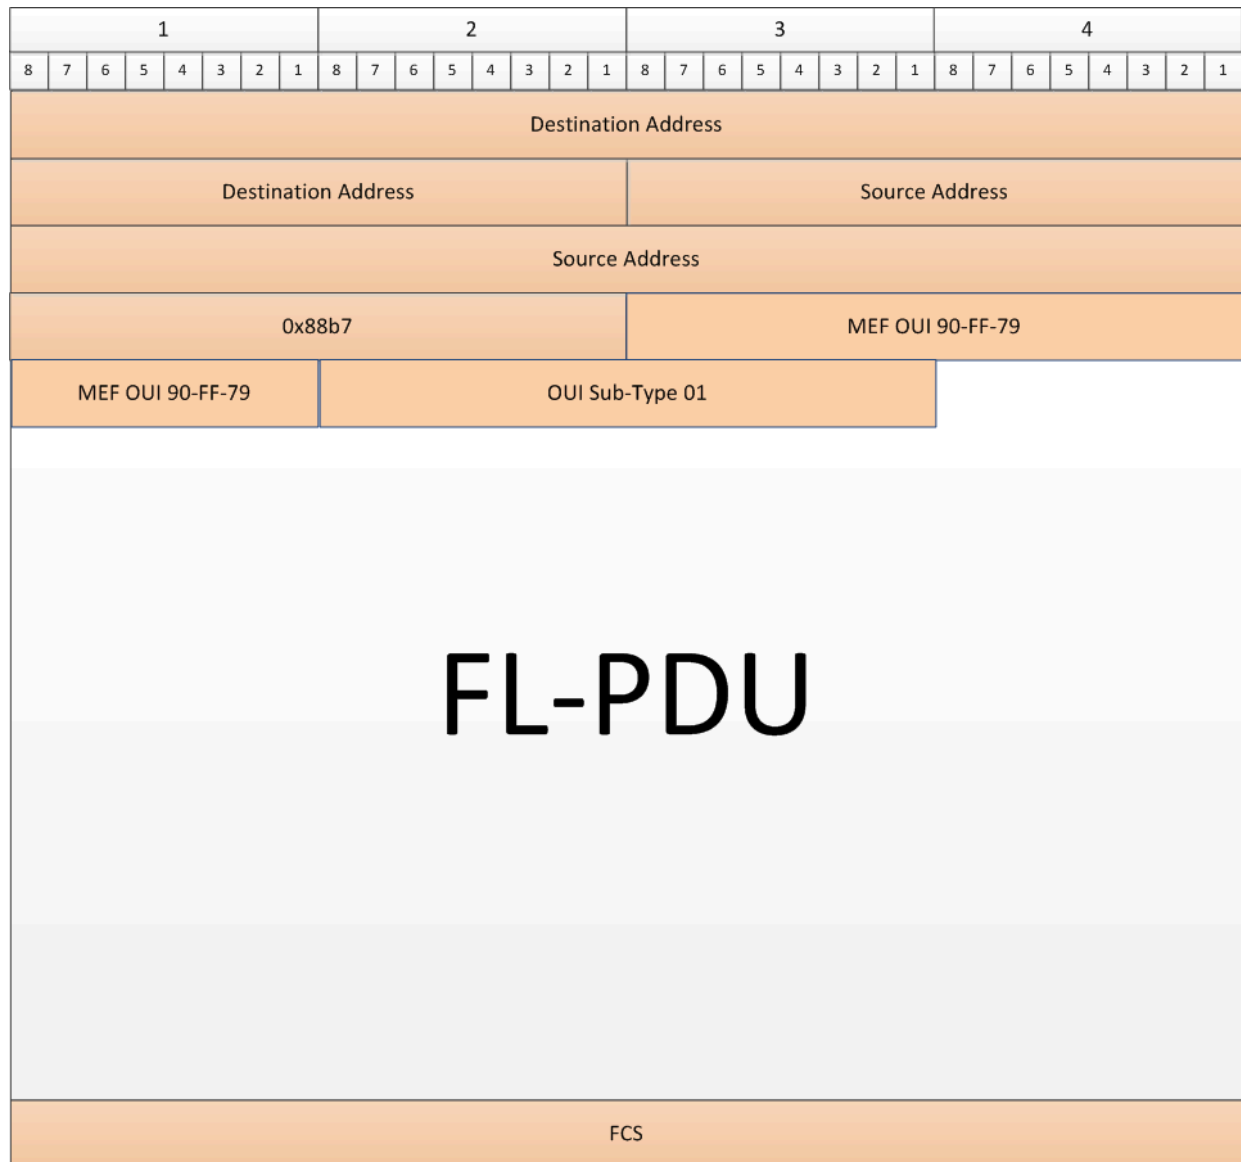 1 2 3 4
8 7 6 5 4 3 2 1 8 7 6 5 4 3 2 1 8 7 6 5 4 3 2 1 8 7 6 5 4 3 2 1
Destination Address
Destination Address Source Address
Source Address
0x88b7 MEF OUI 90-FF-79
MEF OUI 90-FF-79 OUI Sub-Type 01
FL-PDU
FCS